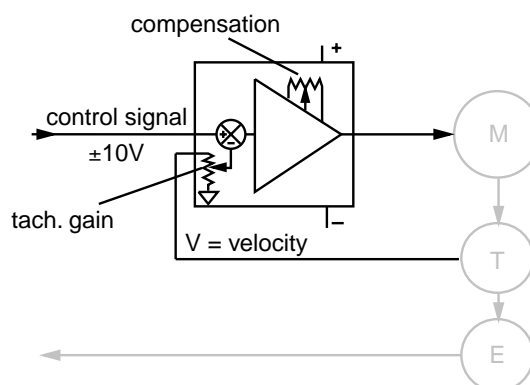 compensation
+
control signal
±10V
+
−
M
tach. gain
−
V = velocity
T
E